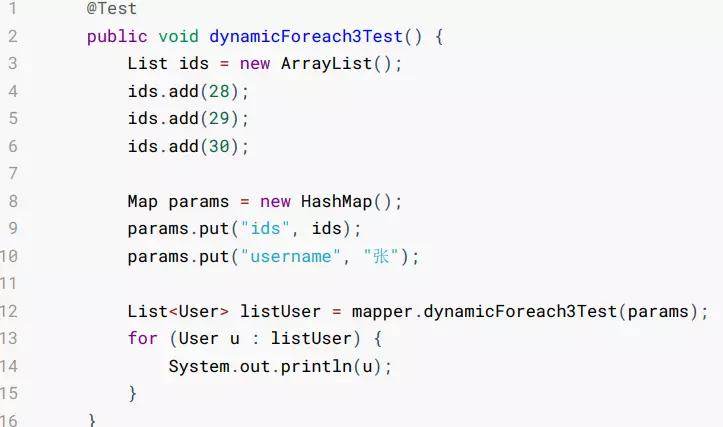 1 @Test
2 public void dynamicForeach3Test() {
3 List ids = new ArrayList();
4 ids.add(28);
5 ids.add(29);
6 ids.add(30);
7
8 Map params = new HashMap();
9 params.put("ids", ids);
10 params.put("username", "张");
11
12 List<User> listUser = mapper.dynamicForeach3Test(params);
13 for (User u : listUser) {
14 System.out.println(u);
15 }
16 }